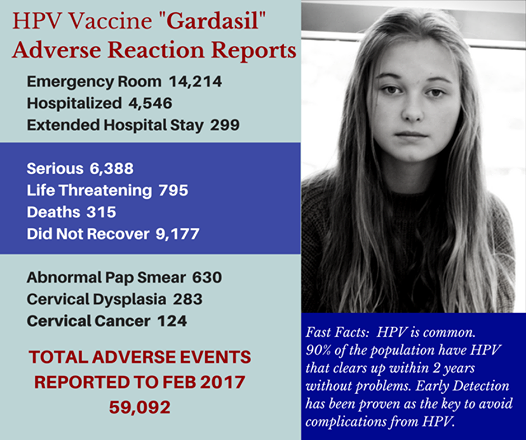 HPV Vaccine "Gardasil"
Adverse Reaction Reports
Emergency Room 14,214
Hospitalized 4,546
Extended Hospital Stay 299
Serious 6,388
Life Threatening 795
Deaths 315
Did Not Recover 9,177
Abnormal Pap Smear 630
Cervical Dysplasia 283
Cervical Cancer 124
TOTAL ADVERSE EVENTS
REPORTED TO FEB 2017
59,092
Fast Facts: HPV is common.
90% of the population have HPV
that clears up within 2 years
without problems. Early Detection
has been proven as the key to avoid
complications from HPV.